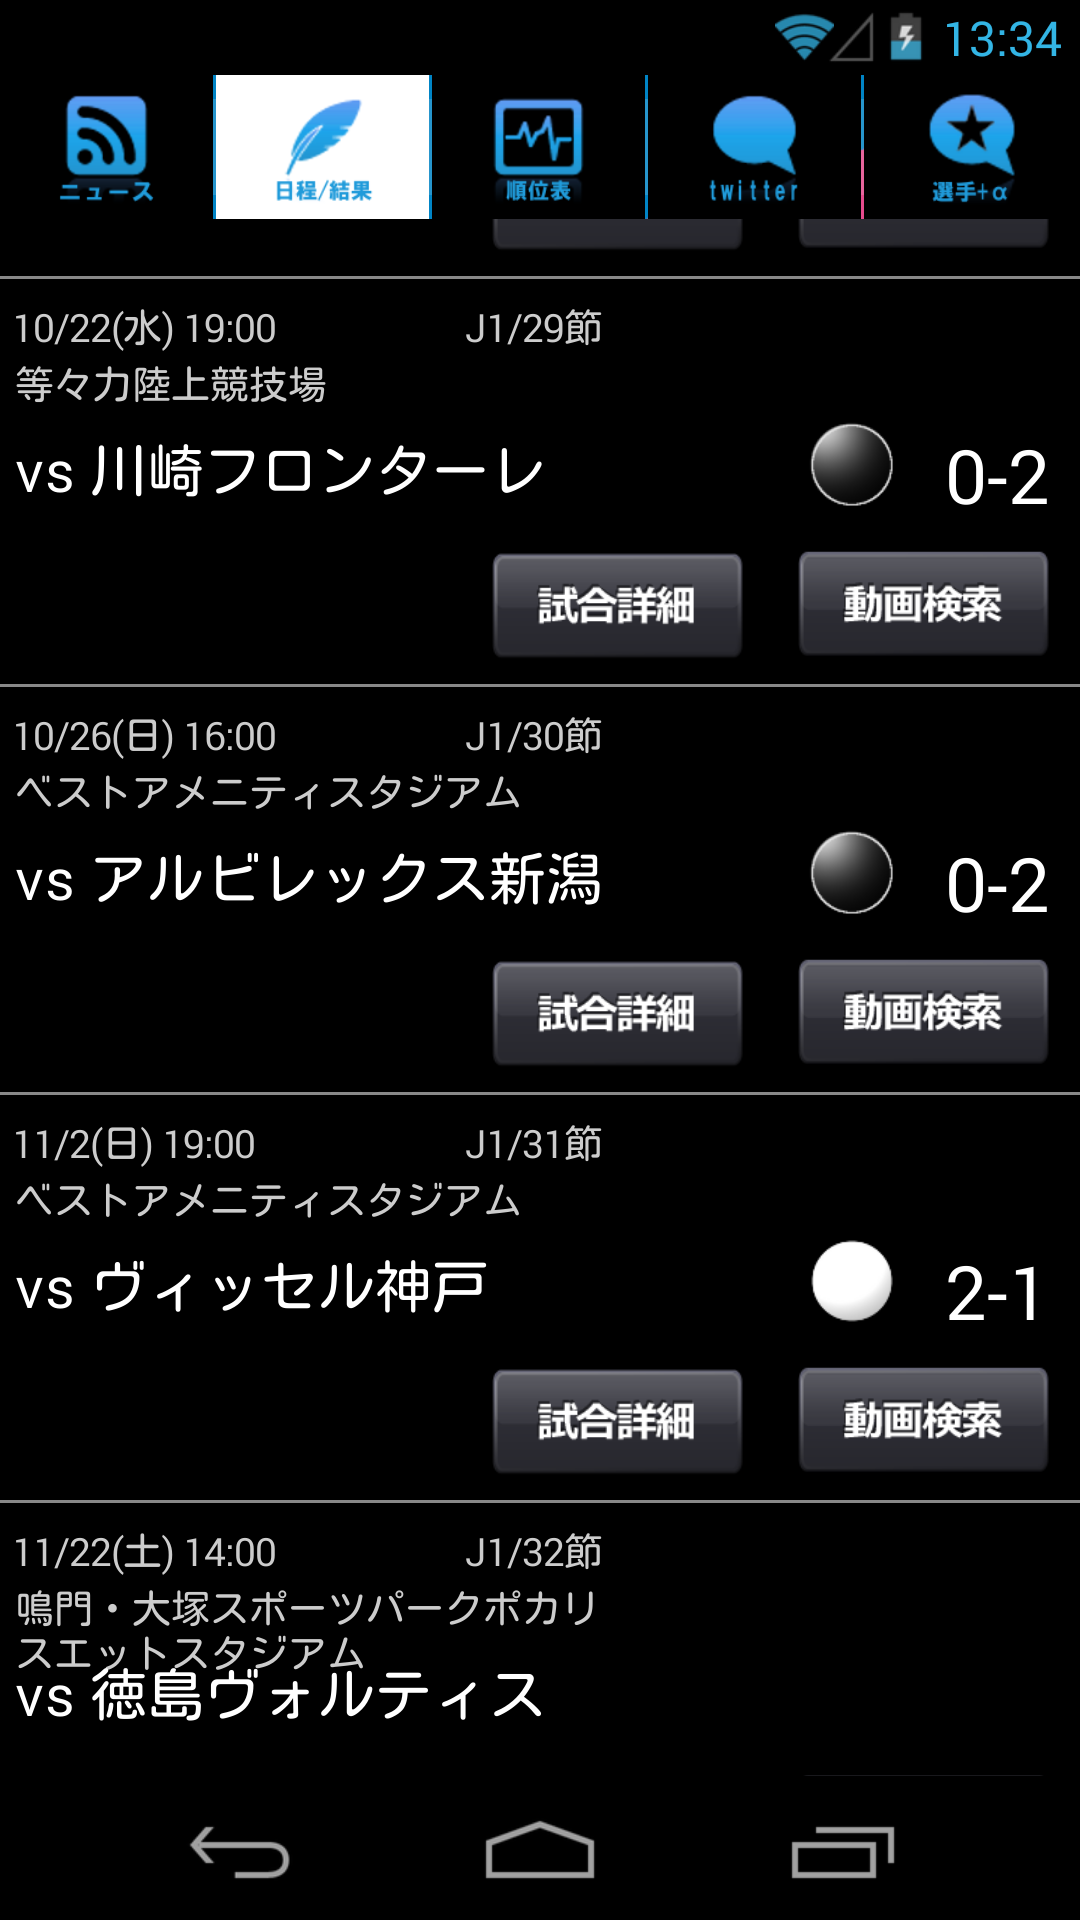 13:34
ニュース
日程/結果
順位表
twitter
選手+α
10/22(水) 19:00 J1/29節
等々力陸上競技場
vs 川崎フロンターレ 0-2
試合詳細 動画検索
10/26(日) 16:00 J1/30節
ベストアメニティスタジアム
vs アルビレックス新潟 0-2
試合詳細 動画検索
11/2(日) 19:00 J1/31節
ベストアメニティスタジアム
vs ヴィッセル神戸 2-1
試合詳細 動画検索
11/22(土) 14:00 J1/32節
鳴門・大塚スポーツパークポカリ
スエットスタジアム
vs 徳島ヴォルティス